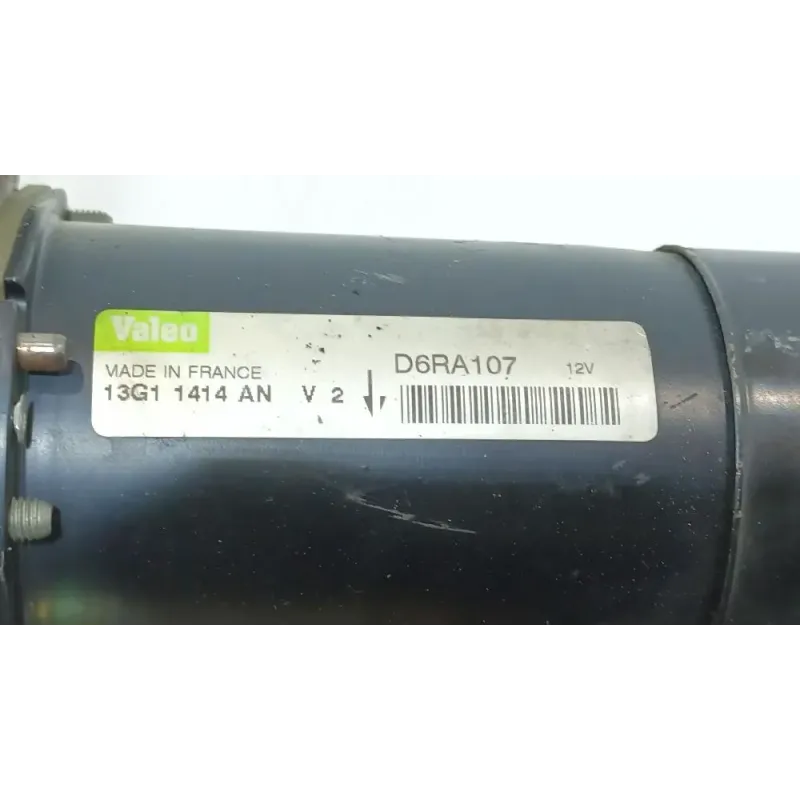 Valeo
MADE IN FRANCE
13G1 1414 AN V 2
D6RA107 12V